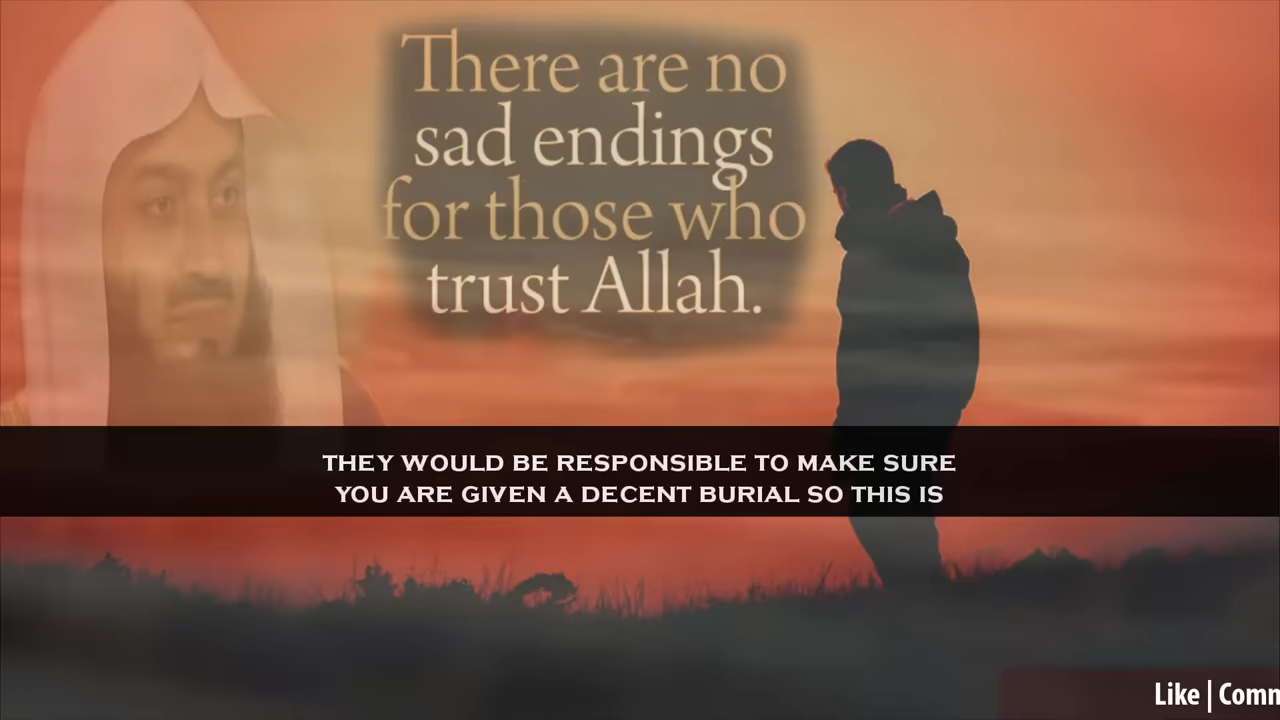 There are no
sad endings
for those who
trust Allah.
THEY WOULD BE RESPONSIBLE TO MAKE SURE
YOU ARE GIVEN A DECENT BURIAL SO THIS IS
Like | Comm